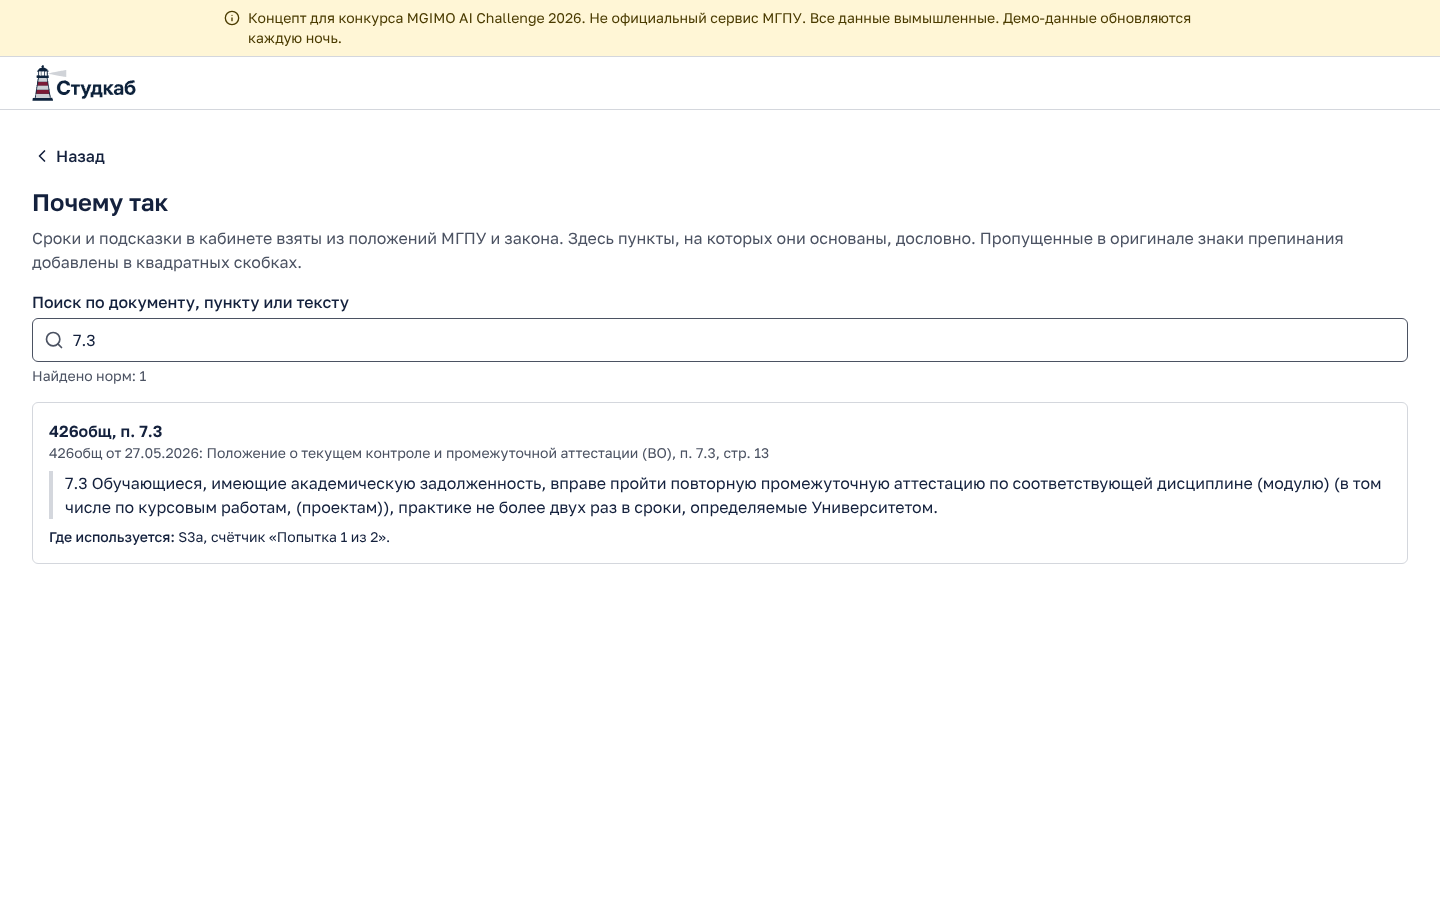 Концепт для конкурса MGIMO AI Challenge 2026. Не официальный сервис МГПУ. Все данные вымышленные. Демо-данные обновляются
каждую ночь.
Студкаб
Назад
Почему так
Сроки и подсказки в кабинете взяты из положений МГПУ и закона. Здесь пункты, на которых они основаны, дословно. Пропущенные в оригинале знаки препинания
добавлены в квадратных скобках.
Поиск по документу, пункту или тексту
7.3
Найдено норм: 1
426общ, п. 7.3
426общ от 27.05.2026: Положение о текущем контроле и промежуточной аттестации (ВО), п. 7.3, стр. 13
7.3 Обучающиеся, имеющие академическую задолженность, вправе пройти повторную промежуточную аттестацию по соответствующей дисциплине (модулю) (в том
числе по курсовым работам, (проектам)), практике не более двух раз в сроки, определяемые Университетом.
Где используется: S3a, счётчик «Попытка 1 из 2».